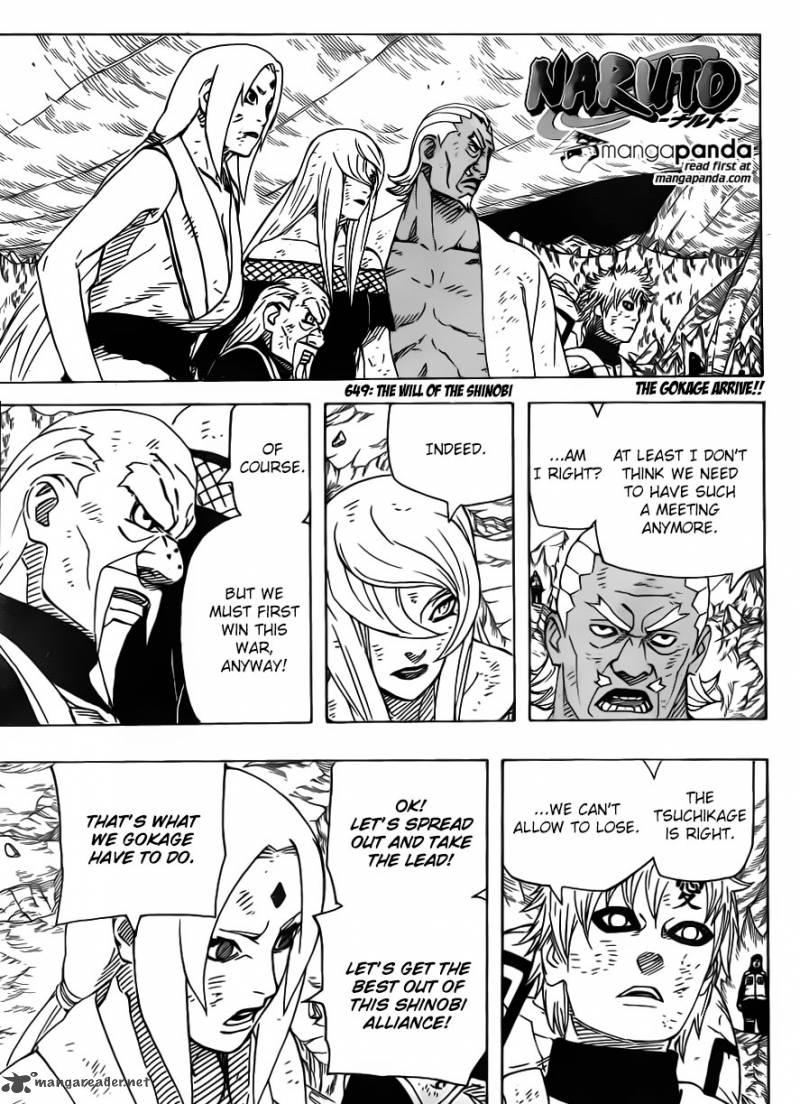 NARUTO
-ナルト-
mangapanda
read first at
mangapanda.com
649: THE WILL OF THE SHINOBI
THE GOKAGE ARRIVE!!
AT LEAST I DON'T
THINK WE NEED
TO HAVE SUCH
A MEETING
ANYMORE.
...AM
I RIGHT?
INDEED.
OF
COURSE.
BUT WE
MUST FIRST
WIN THIS
WAR,
ANYWAY!
THE
TSUCHIKAGE
IS RIGHT.
...WE CAN'T
ALLOW TO LOSE.
愛
OK!
LET'S SPREAD
OUT AND TAKE
THE LEAD!
LET'S GET THE
BEST OUT OF
THIS SHINOBI
ALLIANCE!
THAT'S WHAT
WE GOKAGE
HAVE TO DO.
mangareader.net